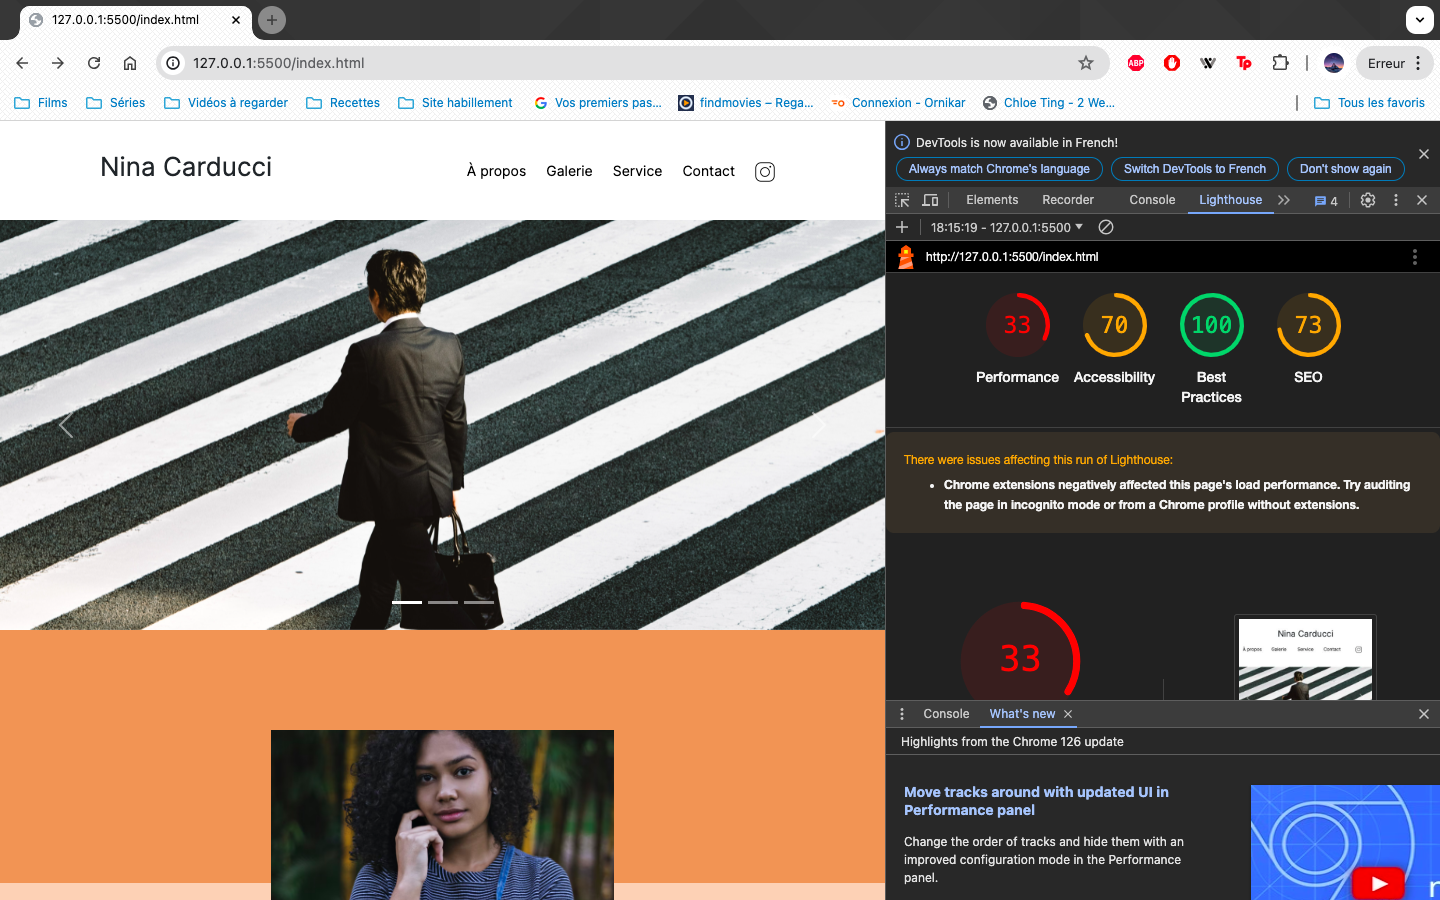 127.0.0.1:5500/index.html
127.0.0.1:5500/index.html
ABP
Tp
Erreur
Films
Séries
Vidéos à regarder
Recettes
Site habillement
Vos premiers pas...
findmovies – Rega...
Connexion - Ornikar
Chloe Ting - 2 We...
Tous les favoris
Nina Carducci
À propos
Galerie
Service
Contact
DevTools is now available in French!
Always match Chrome's language
Switch DevTools to French
Don't show again
Elements
Recorder
Console
Lighthouse
4
18:15:19 - 127.0.0.1:5500
http://127.0.0.1:5500/index.html
33
70
100
73
Performance
Accessibility
Best
Practices
SEO
There were issues affecting this run of Lighthouse:
• Chrome extensions negatively affected this page's load performance. Try auditing
the page in incognito mode or from a Chrome profile without extensions.
33
Nina Carducci
À propos
Galerie
Service
Contact
Console
What's new
Highlights from the Chrome 126 update
Move tracks around with updated UI in
Performance panel
Change the order of tracks and hide them with an
improved configuration mode in the Performance
panel.